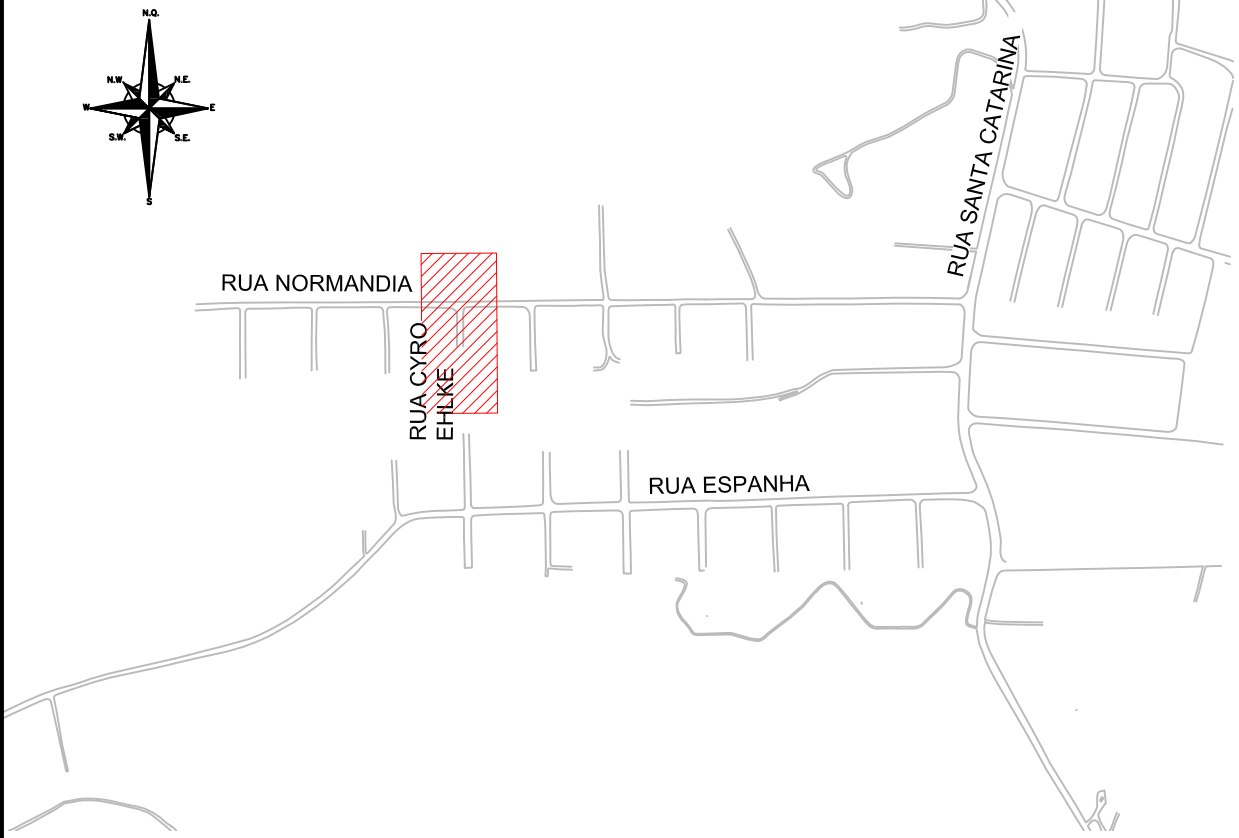 N.Q.
N.W.
N.E.
W
E
S.W.
S.E.
S
RUA SANTA CATARINA
RUA NORMANDIA
RUA CYRO
EHLKE
RUA ESPANHA